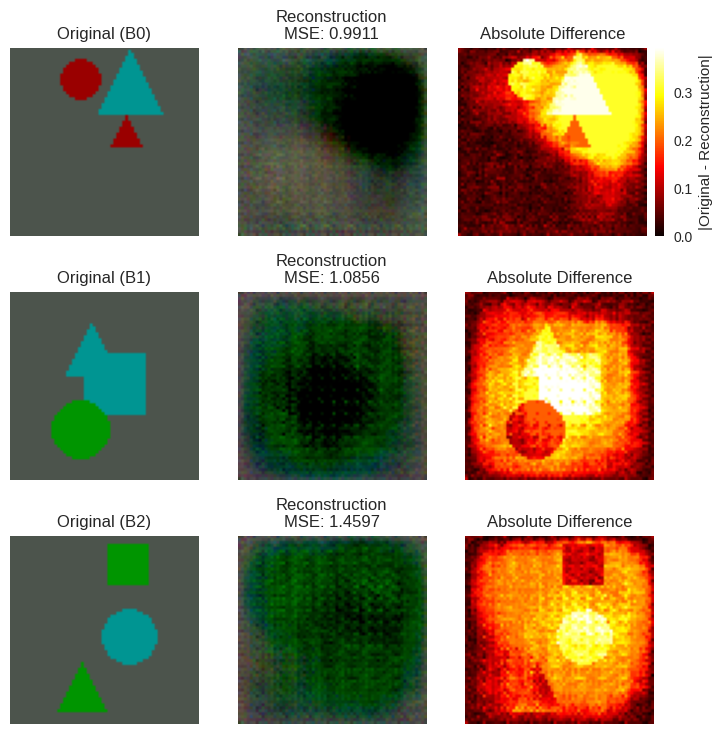 Original (B0)
Reconstruction
MSE: 0.9911
Absolute Difference
0.3
0.2
0.1
0.0
|Original - Reconstruction|
Original (B1)
Reconstruction
MSE: 1.0856
Absolute Difference
Original (B2)
Reconstruction
MSE: 1.4597
Absolute Difference